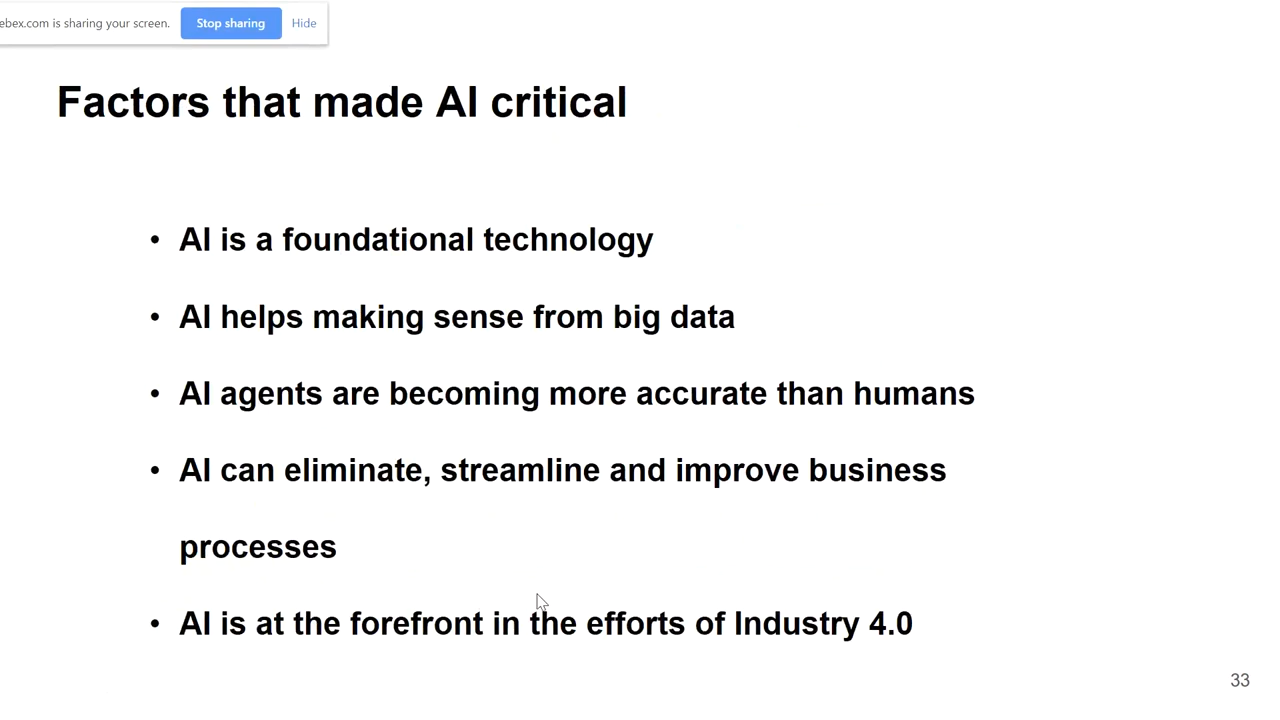 ebex.com is sharing your screen. Stop sharing Hide
Factors that made AI critical
• AI is a foundational technology
• AI helps making sense from big data
• AI agents are becoming more accurate than humans
• AI can eliminate, streamline and improve business
processes
• AI is at the forefront in the efforts of Industry 4.0
33